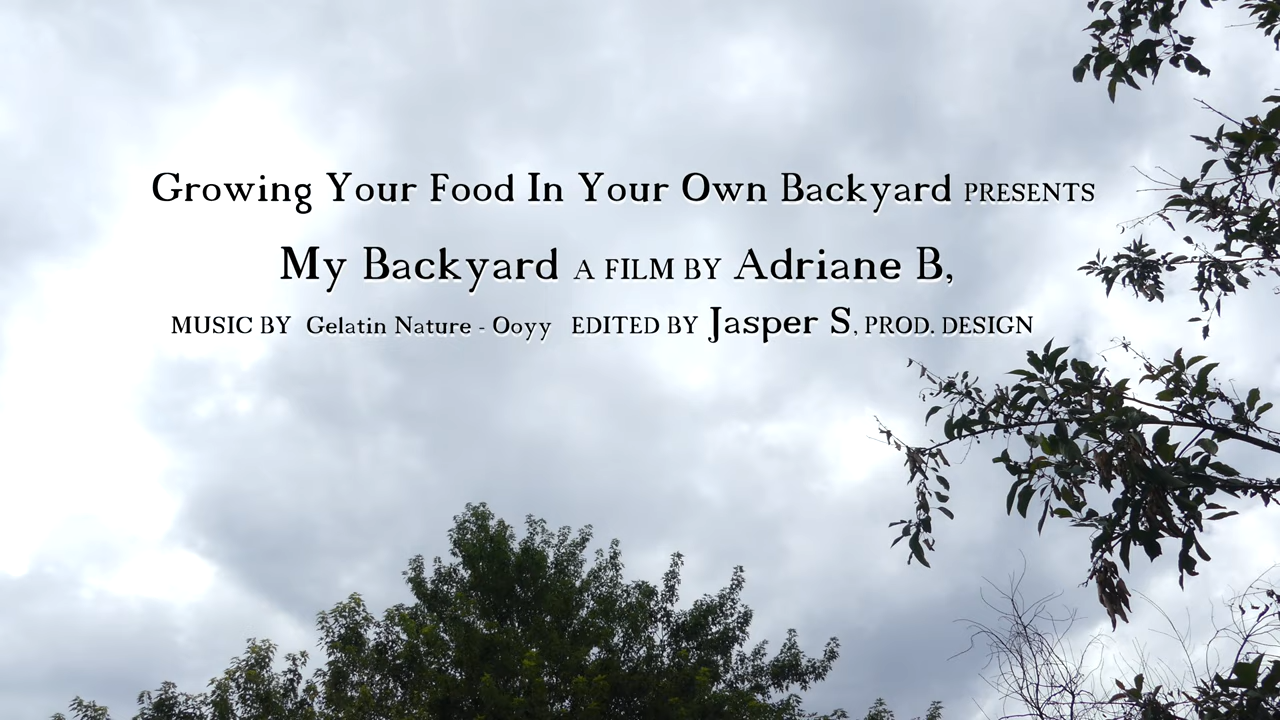 Growing Your Food In Your Own Backyard PRESENTS
My Backyard A FILM BY Adriane B,
MUSIC BY Gelatin Nature - Ooyy EDITED BY Jasper S, PROD. DESIGN